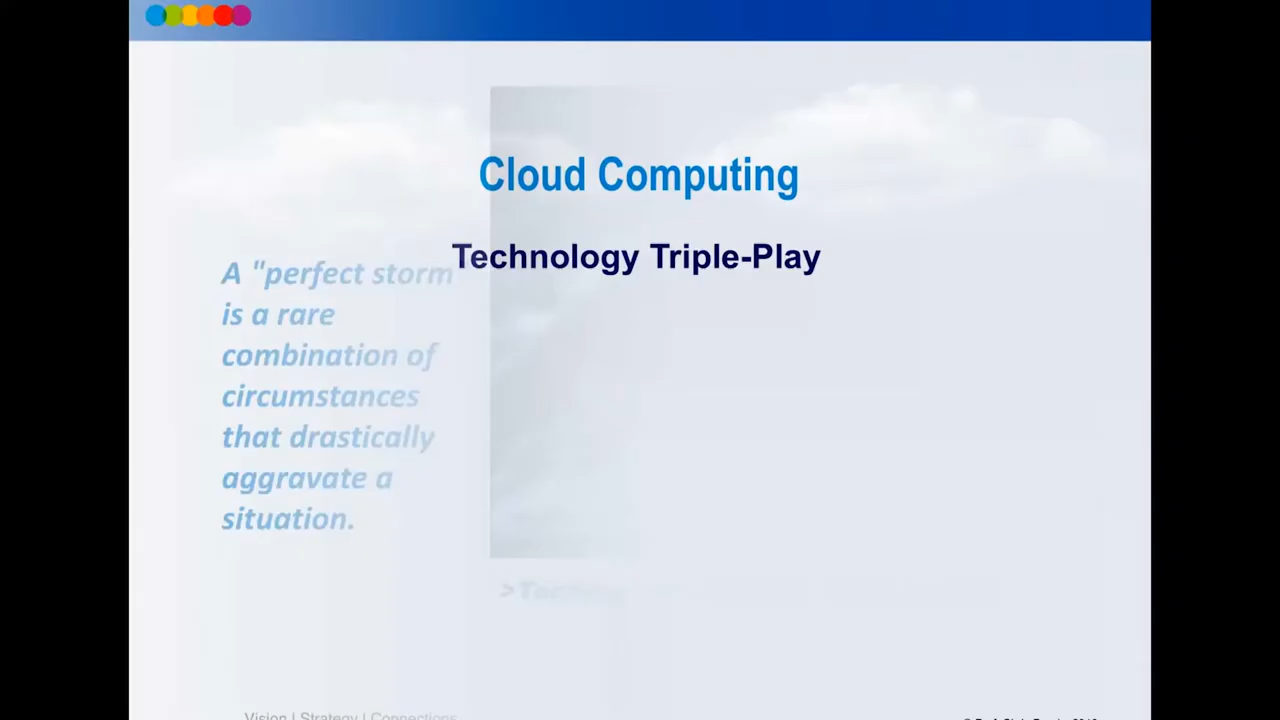 Cloud Computing
Technology Triple-Play
A "perfect storm
is a rare
combination of
circumstances
that drastically
aggravate a
situation.
Vision | Strategy | Connections